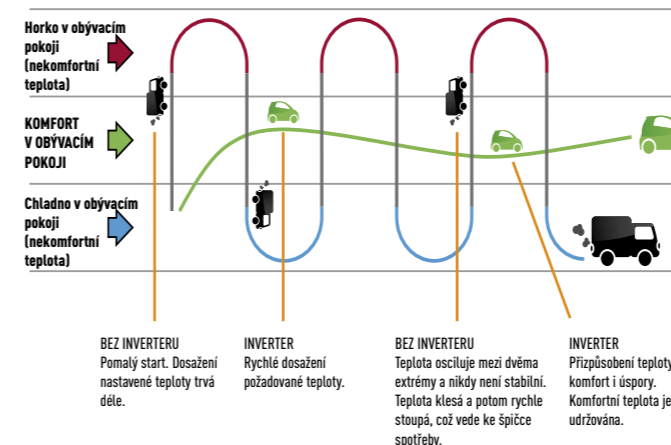 Horko v obývacím
pokoji
(nekomfortní
teplota)
KOMFORT
V OBÝVACÍM
POKOJI
Chladno v obývacím
pokoji
(nekomfortní
teplota)
BEZ INVERTERU
Pomalý start. Dosažení
nastavené teploty trvá
déle.
INVERTER
Rychlé dosažení
požadované teploty.
BEZ INVERTERU
Teplota osciluje mezi dvěma
extrémy a nikdy není stabilní.
Teplota klesá a potom rychle
stoupá, což vede ke špičce
spotřeby.
INVERTER
Přizpůsobení teploty
komfort i úspory.
Komfortní teplota je
udržována.